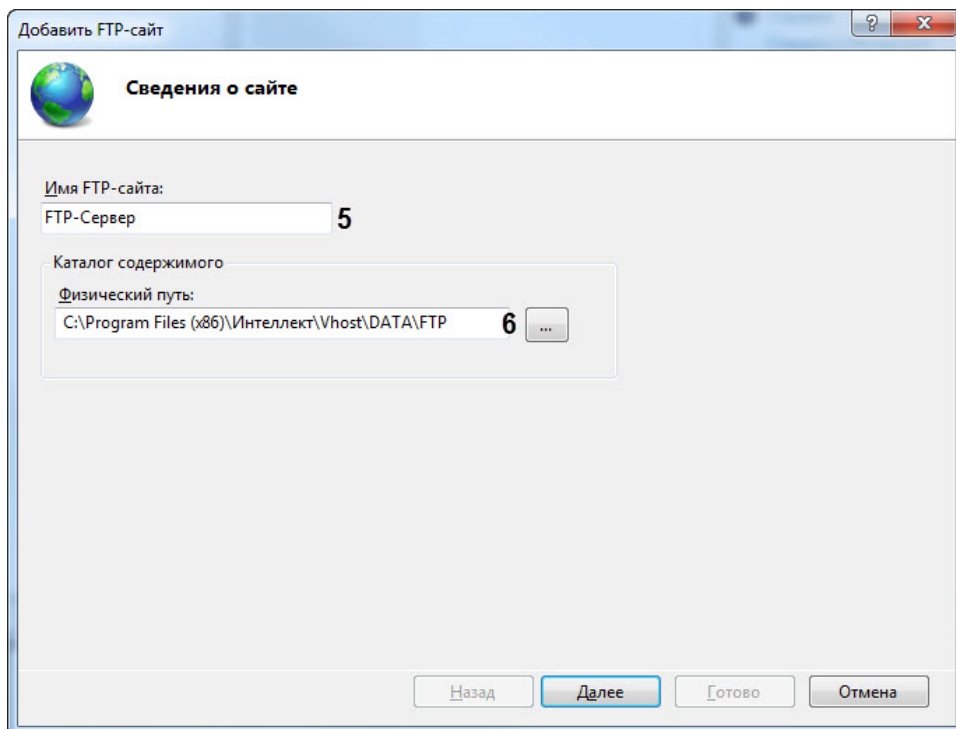 Добавить FTP-сайт
?
Сведения о сайте
Имя FTP-сайта:
FTP-Сервер 5
Каталог содержимого
Физический путь:
C:\Program Files (x86)\Интеллект\Vhost\DATA\FTP 6 ...
Назад Далее Готово Отмена